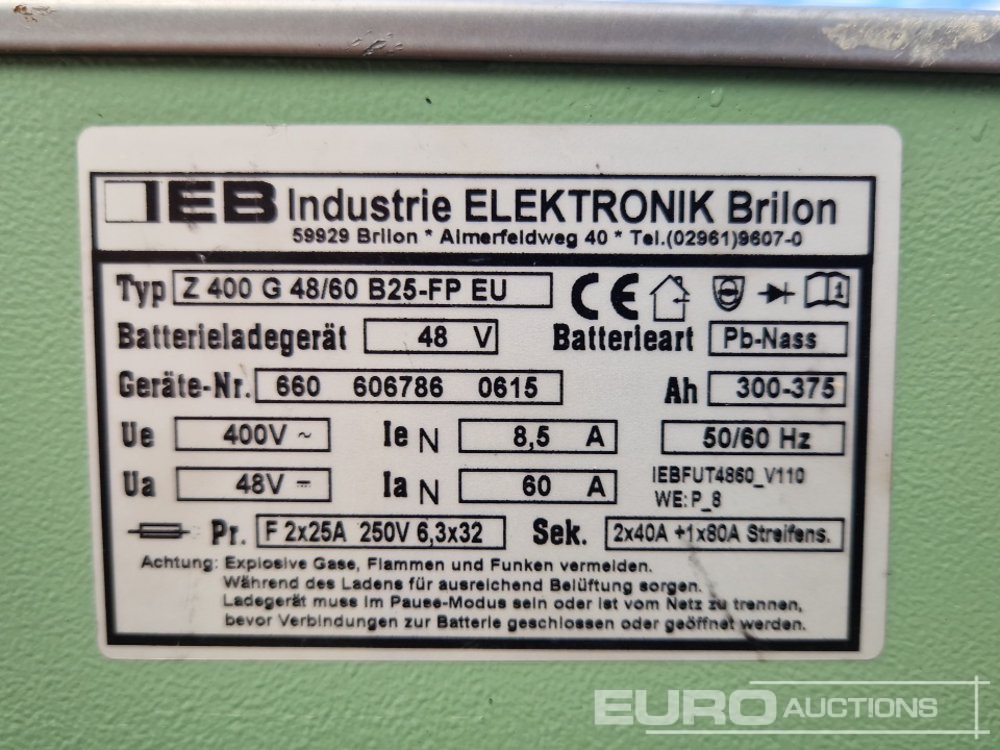 IEB Industrie ELEKTRONIK Brilon
59929 Brilon * Almerfeldweg 40 * Tel.(02961)9607-0
Typ Z 400 G 48/60 B25-FP EU CE
Batterieladegerät 48 V Batterieart Pb-Nass
Geräte-Nr. 660 606786 0615 Ah 300-375
Ue 400V ~ Ie N 8,5 A 50/60 Hz
Ua 48V ⎓ Ia N 60 A IEBFUT4860_V110
WE:P_8
Pr. F 2x25A 250V 6,3x32 Sek. 2x40A +1x80A Streifens.
Achtung: Explosive Gase, Flammen und Funken vermeiden.
Während des Ladens für ausreichend Belüftung sorgen.
Ladegerät muss im Pause-Modus sein oder ist vom Netz zu trennen,
bevor Verbindungen zur Batterie geschlossen oder geöffnet werden.
EURO AUCTIONS